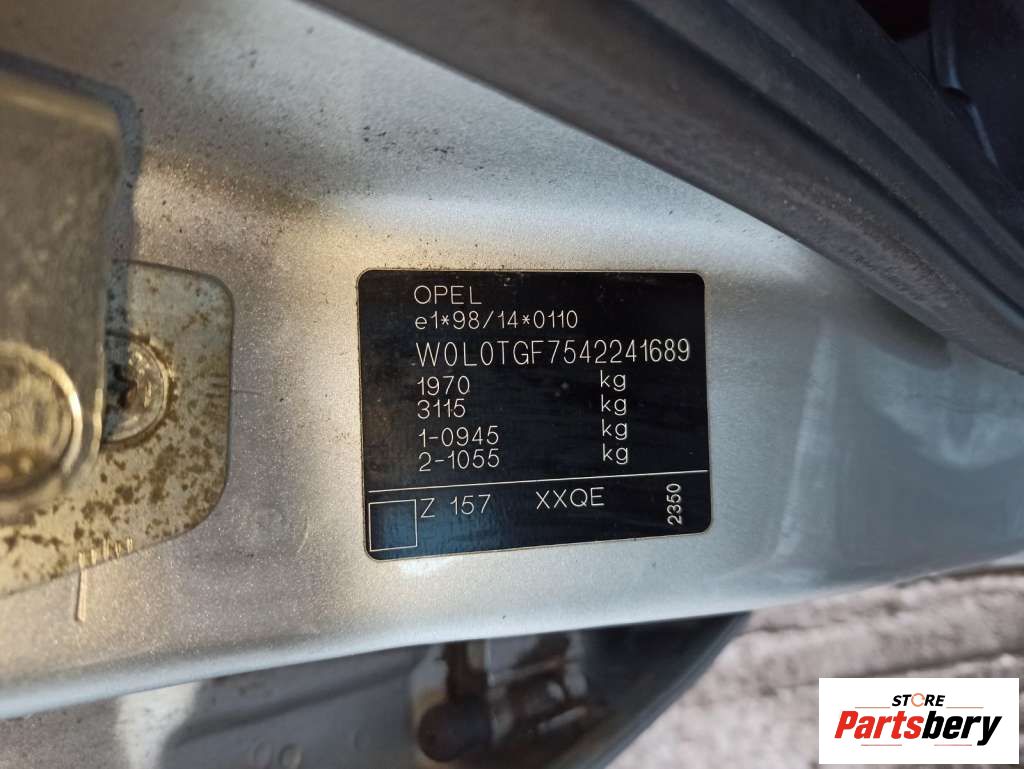 OPEL
e1*98/14*0110
W0L0TGF7542241689
1970 kg
3115 kg
1-0945 kg
2-1055 kg
Z 157 XXQE 2350
STORE
Partsbery